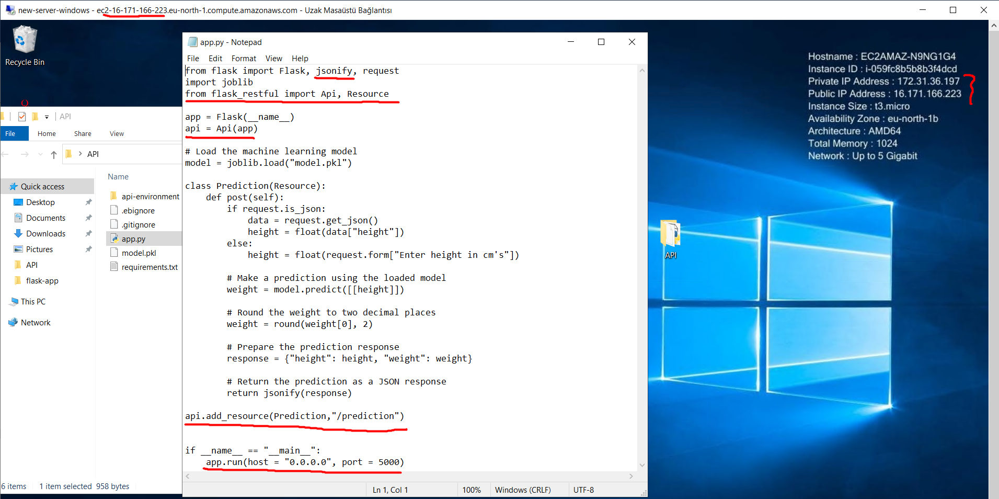 new-server-windows - ec2-16-171-166-223.eu-north-1.compute.amazonaws.com - Uzak Masaüstü Bağlantısı
Recycle Bin
Hostname : EC2AMAZ-N9NG1G4
Instance ID : i-059fc8b5b8b3f4dcd
Private IP Address : 172.31.36.197
Public IP Address : 16.171.166.223
Instance Size : t3.micro
Availability Zone : eu-north-1b
Architecture : AMD64
Total Memory : 1024
Network : Up to 5 Gigabit
API
File Home Share View
API
Name
Quick access
Desktop
Documents
Downloads
Pictures
API
flask-app
This PC
Network
api-environment
.ebignore
.gitignore
app.py
model.pkl
requirements.txt
6 items 1 item selected 958 bytes
app.py - Notepad
File Edit Format View Help
from flask import Flask, jsonify, request
import joblib
from flask_restful import Api, Resource
app = Flask(__name__)
api = Api(app)
# Load the machine learning model
model = joblib.load("model.pkl")
class Prediction(Resource):
def post(self):
if request.is_json:
data = request.get_json()
height = float(data["height"])
else:
height = float(request.form["Enter height in cm's"])
# Make a prediction using the loaded model
weight = model.predict([[height]])
# Round the weight to two decimal places
weight = round(weight[0], 2)
# Prepare the prediction response
response = {"height": height, "weight": weight}
# Return the prediction as a JSON response
return jsonify(response)
api.add_resource(Prediction,"/prediction")
if __name__ == "__main__":
app.run(host = "0.0.0.0", port = 5000)
Ln 1, Col 1 100% Windows (CRLF) UTF-8
API